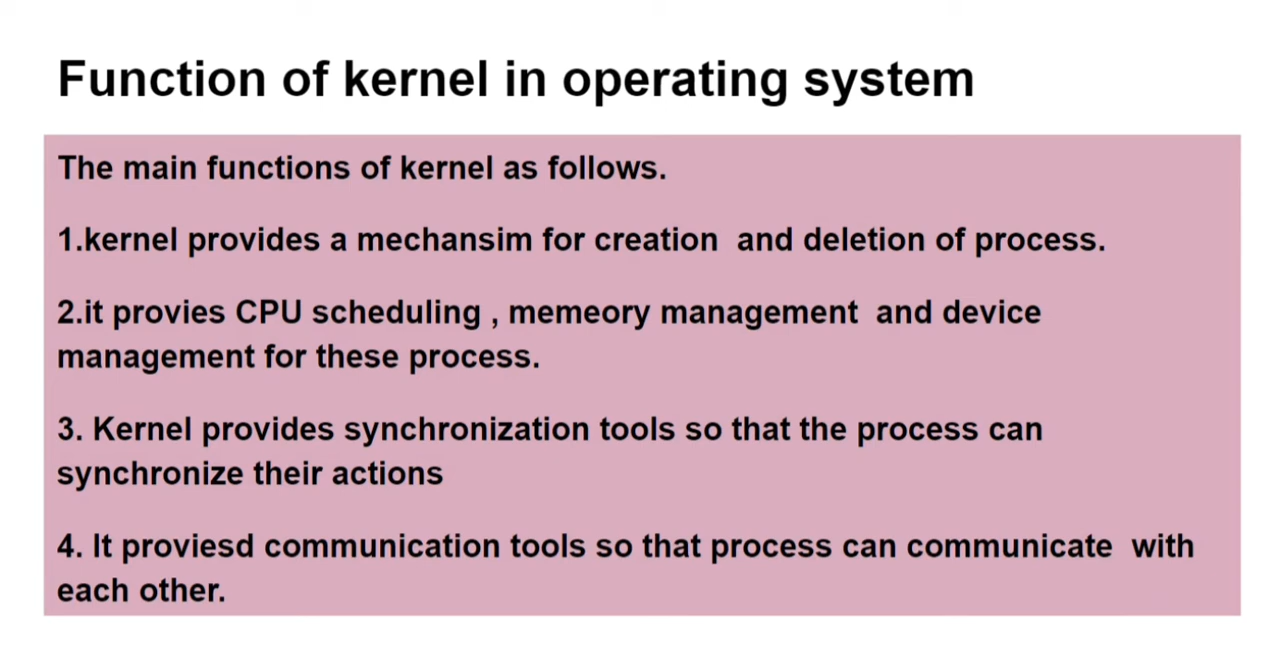 Function of kernel in operating system
The main functions of kernel as follows.
1.kernel provides a mechansim for creation and deletion of process.
2.it provies CPU scheduling , memeory management and device
management for these process.
3. Kernel provides synchronization tools so that the process can
synchronize their actions
4. It proviesd communication tools so that process can communicate with
each other.